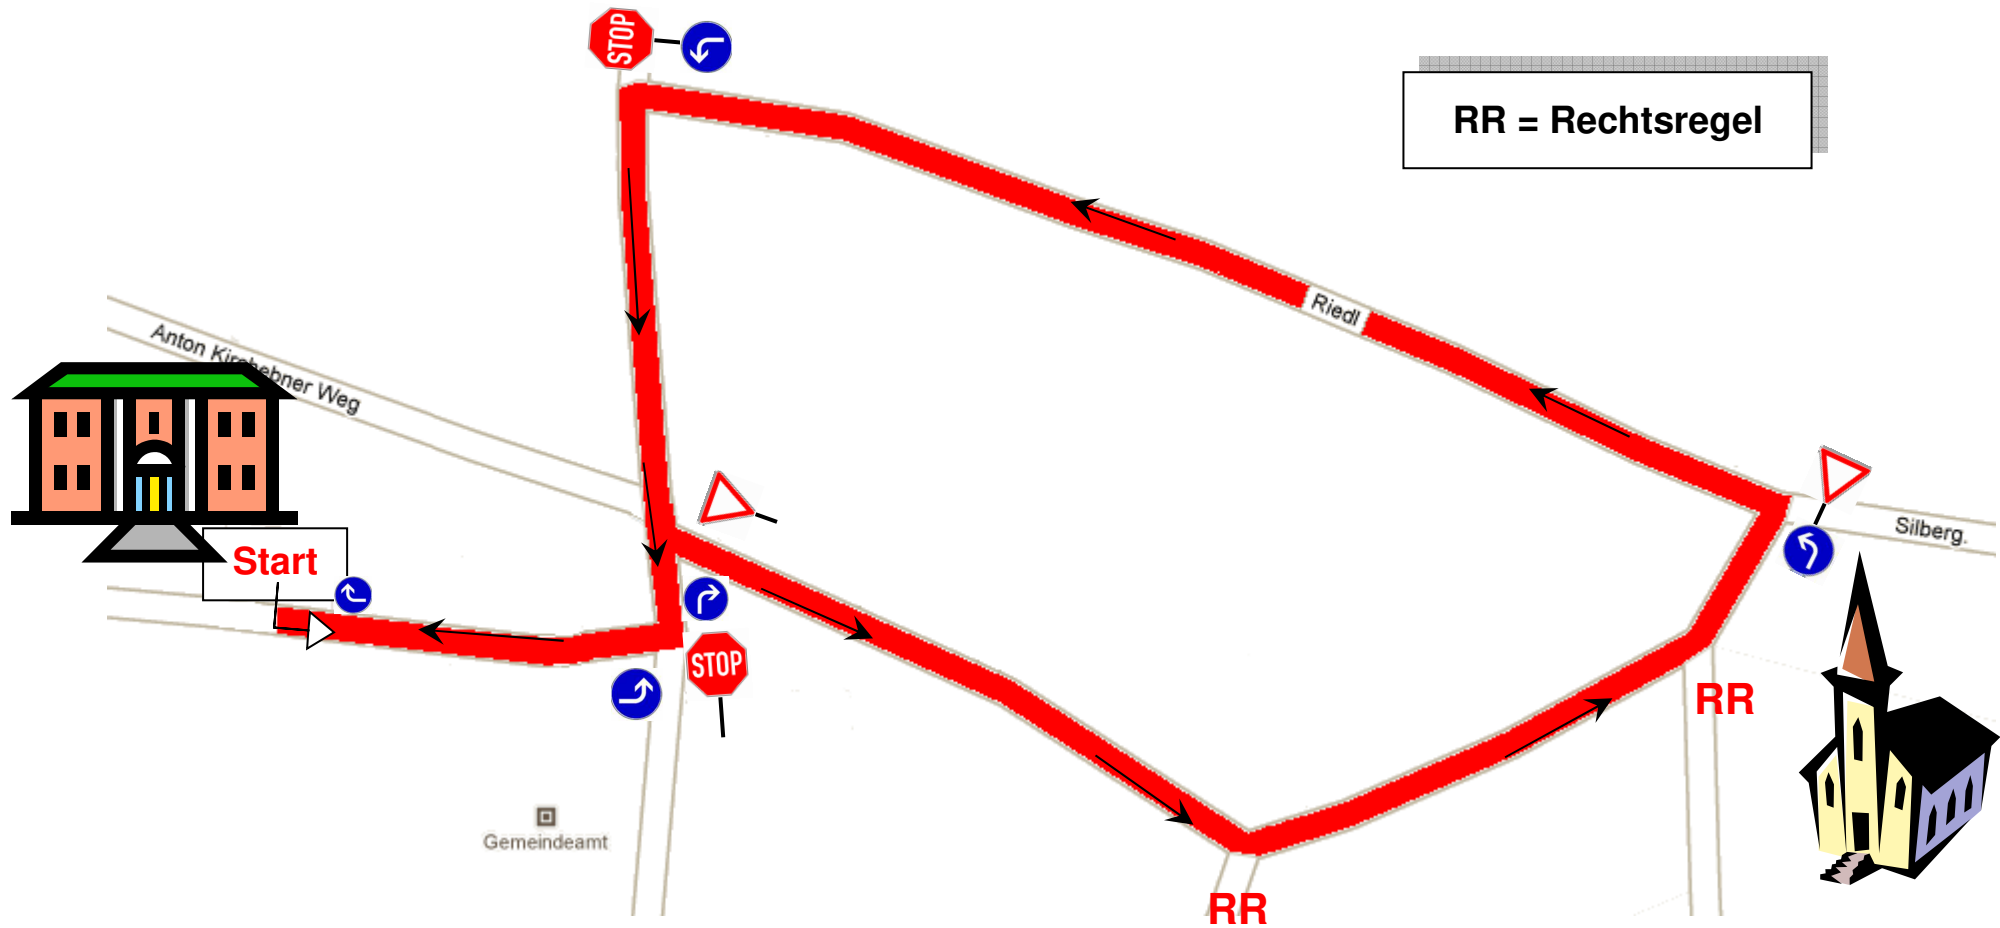 STOP
RR = Rechtsregel
Riedl
Anton Kirchebner Weg
Silberg.
Start
STOP
RR
Gemeindeamt
RR